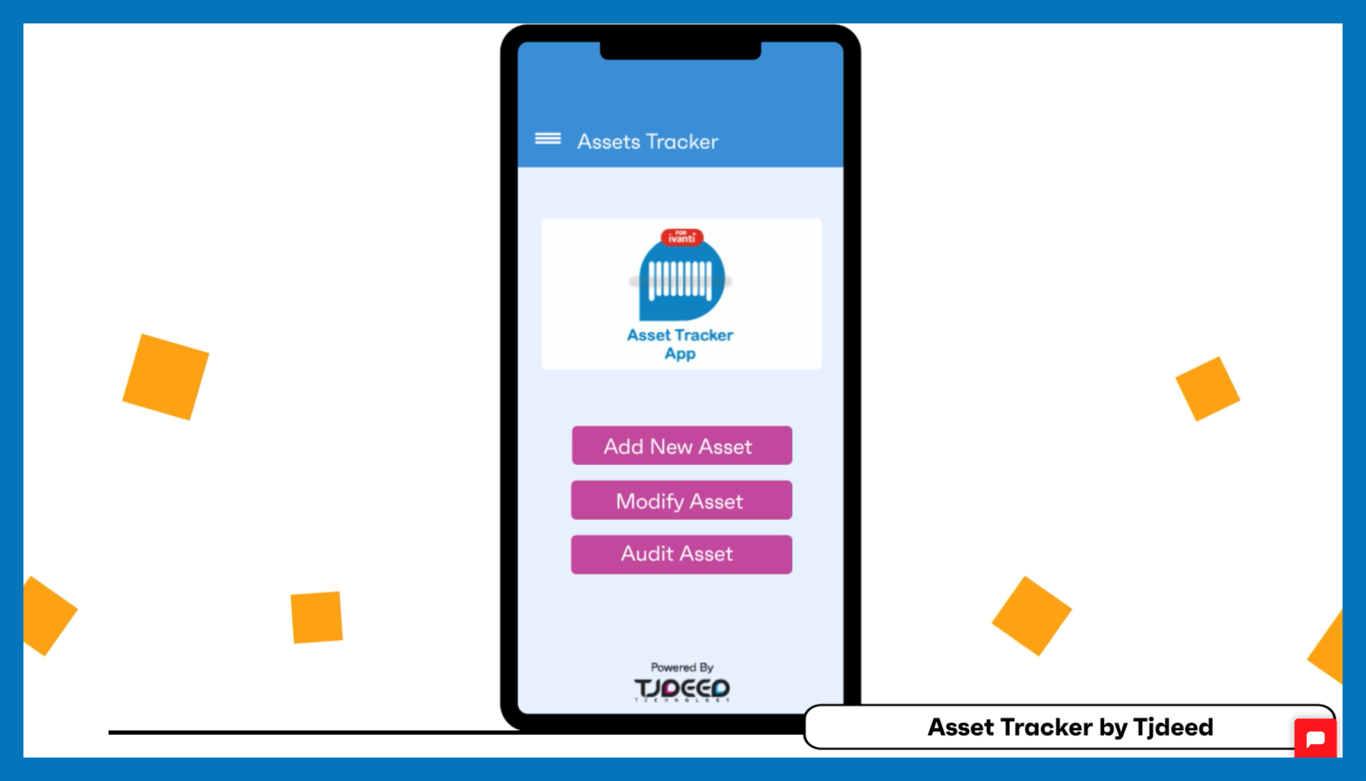 Assets Tracker
FOR
ivanti
Asset Tracker
App
Add New Asset
Modify Asset
Audit Asset
Powered By
TJDEED
TECHNOLOGY
Asset Tracker by Tjdeed